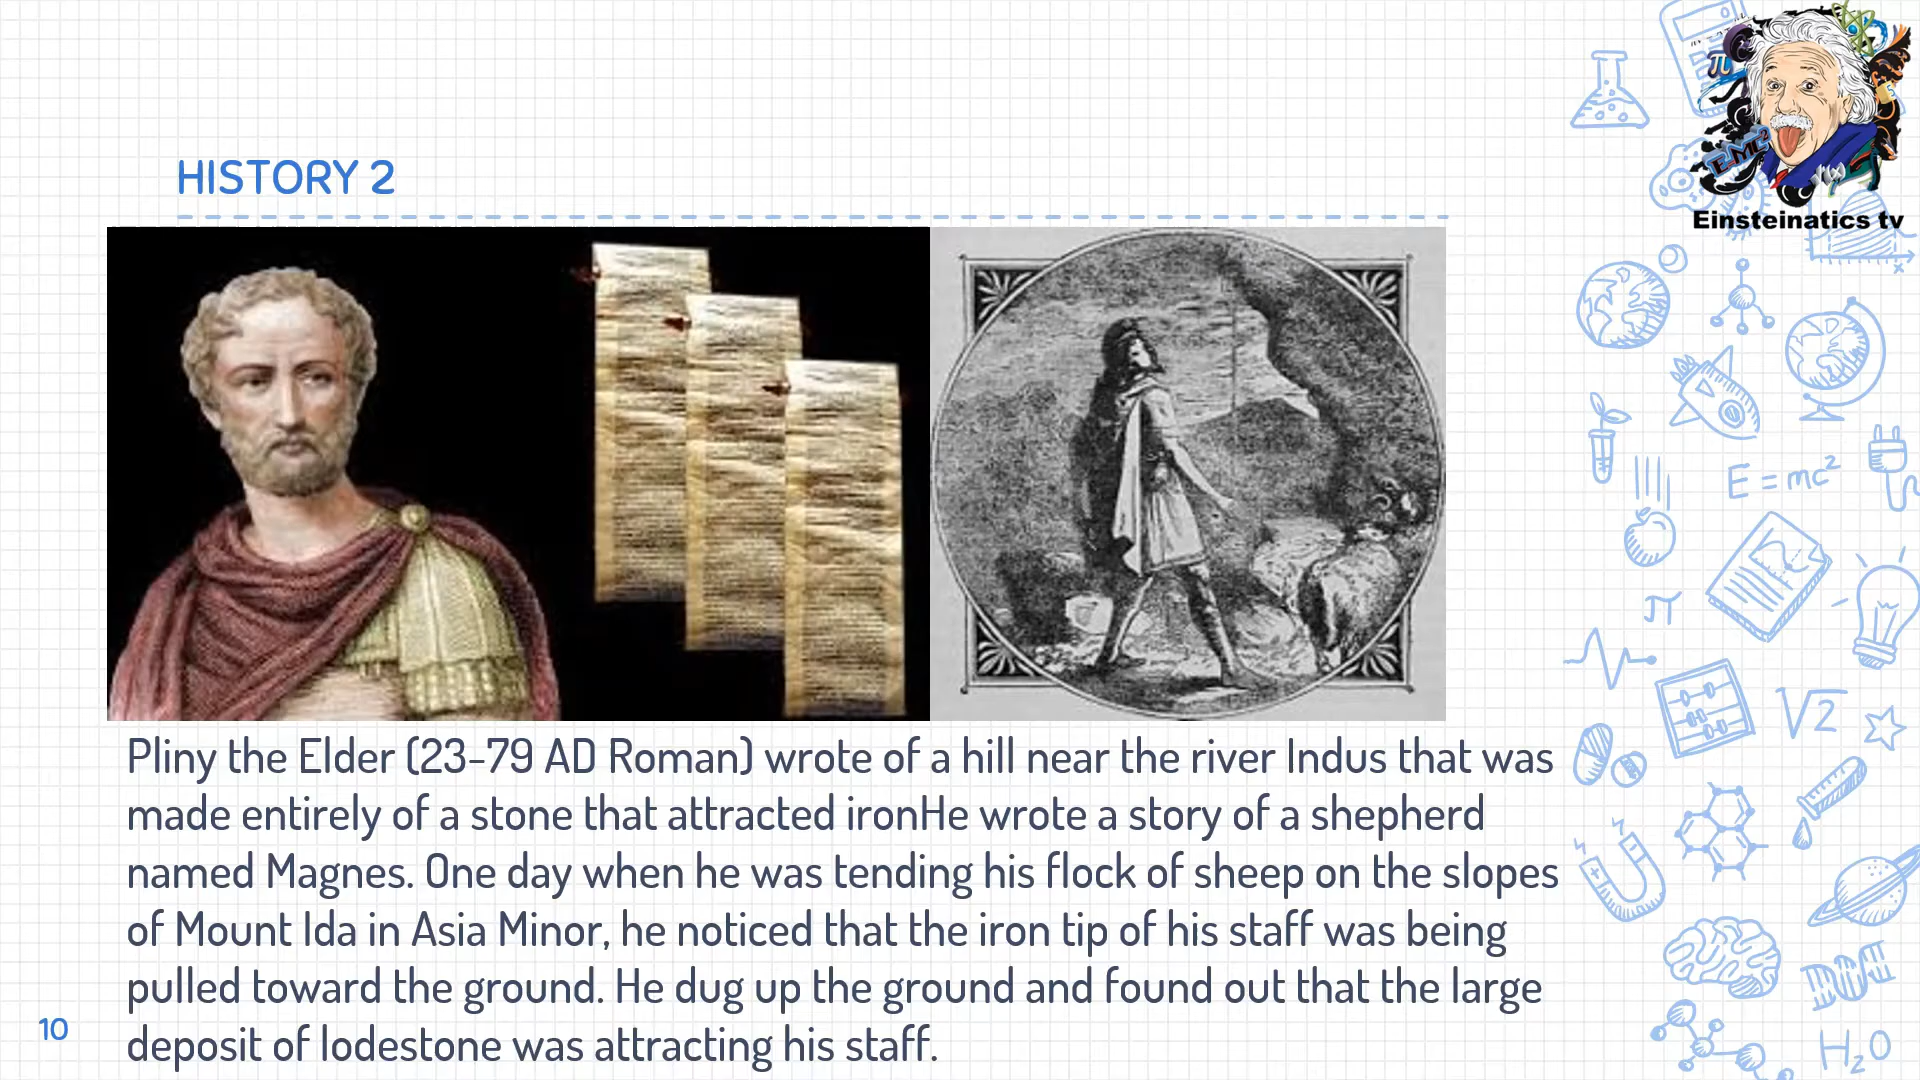 HISTORY 2
Einsteinatics tv
π
E=MC²
E = mc²
π
√2
Pliny the Elder (23-79 AD Roman) wrote of a hill near the river Indus that was
made entirely of a stone that attracted ironHe wrote a story of a shepherd
named Magnes. One day when he was tending his flock of sheep on the slopes
of Mount Ida in Asia Minor, he noticed that the iron tip of his staff was being
pulled toward the ground. He dug up the ground and found out that the large
deposit of lodestone was attracting his staff.
10
H₂O